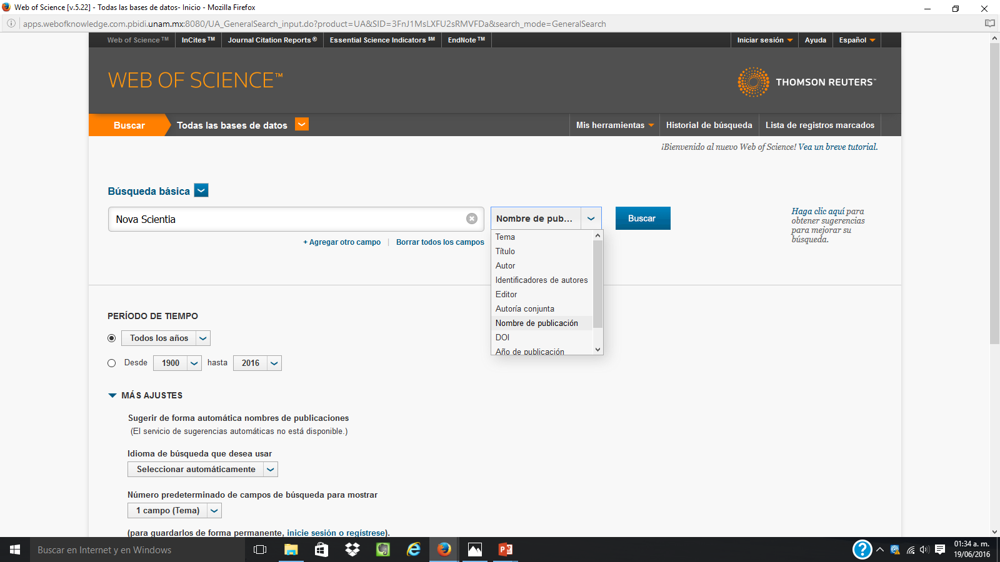 Web of Science [v.5.22] - Todas las bases de datos- Inicio - Mozilla Firefox
apps.webofknowledge.com.pbidi.unam.mx:8080/UA_GeneralSearch_input.do?product=UA&SID=3FnJ1MsLXFU2sRMVFDa&search_mode=GeneralSearch
Web of Science™ InCites™ Journal Citation Reports® Essential Science Indicators℠ EndNote™ Iniciar sesión Ayuda Español
WEB OF SCIENCE™
THOMSON REUTERS™
Buscar Todas las bases de datos Mis herramientas Historial de búsqueda Lista de registros marcados
¡Bienvenido al nuevo Web of Science! Vea un breve tutorial.
Búsqueda básica
Nova Scientia Nombre de pub... Buscar
Haga clic aquí para
obtener sugerencias
para mejorar su
búsqueda.
+ Agregar otro campo | Borrar todos los campos
Tema
Título
Autor
Identificadores de autores
Editor
Autoría conjunta
Nombre de publicación
DOI
Año de publicación
PERÍODO DE TIEMPO
Todos los años
Desde 1900 hasta 2016
MÁS AJUSTES
Sugerir de forma automática nombres de publicaciones
(El servicio de sugerencias automáticas no está disponible.)
Idioma de búsqueda que desea usar
Seleccionar automáticamente
Número predeterminado de campos de búsqueda para mostrar
1 campo (Tema)
(para guardarlos de forma permanente, inicie sesión o regístrese).
Buscar en Internet y en Windows
01:34 a. m.
19/06/2016